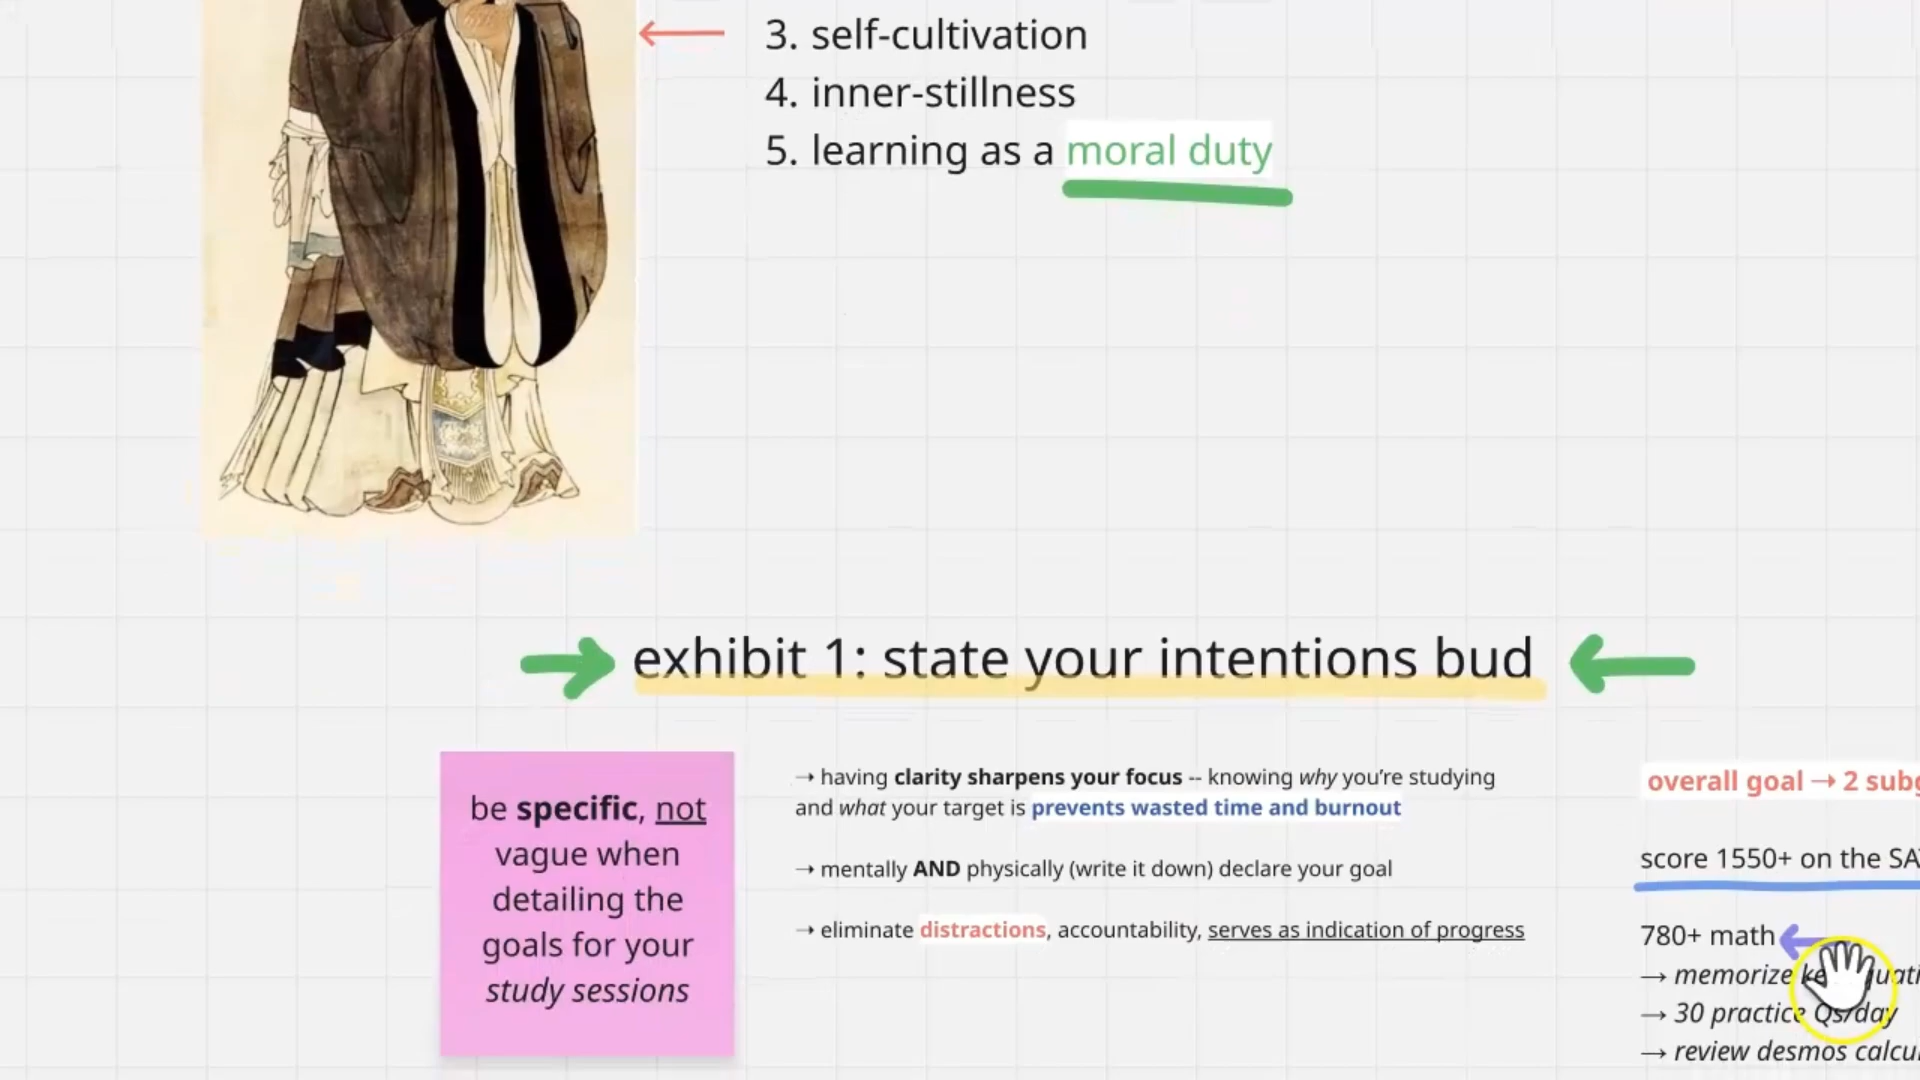 3. self-cultivation
4. inner-stillness
5. learning as a moral duty
exhibit 1: state your intentions bud
be specific, not
vague when
detailing the
goals for your
study sessions
→ having clarity sharpens your focus -- knowing why you're studying
and what your target is prevents wasted time and burnout
→ mentally AND physically (write it down) declare your goal
→ eliminate distractions, accountability, serves as indication of progress
overall goal → 2
score 1550+ on the
780+ math
→ memorize
→ 30 practice Qs/day
→ review desmos